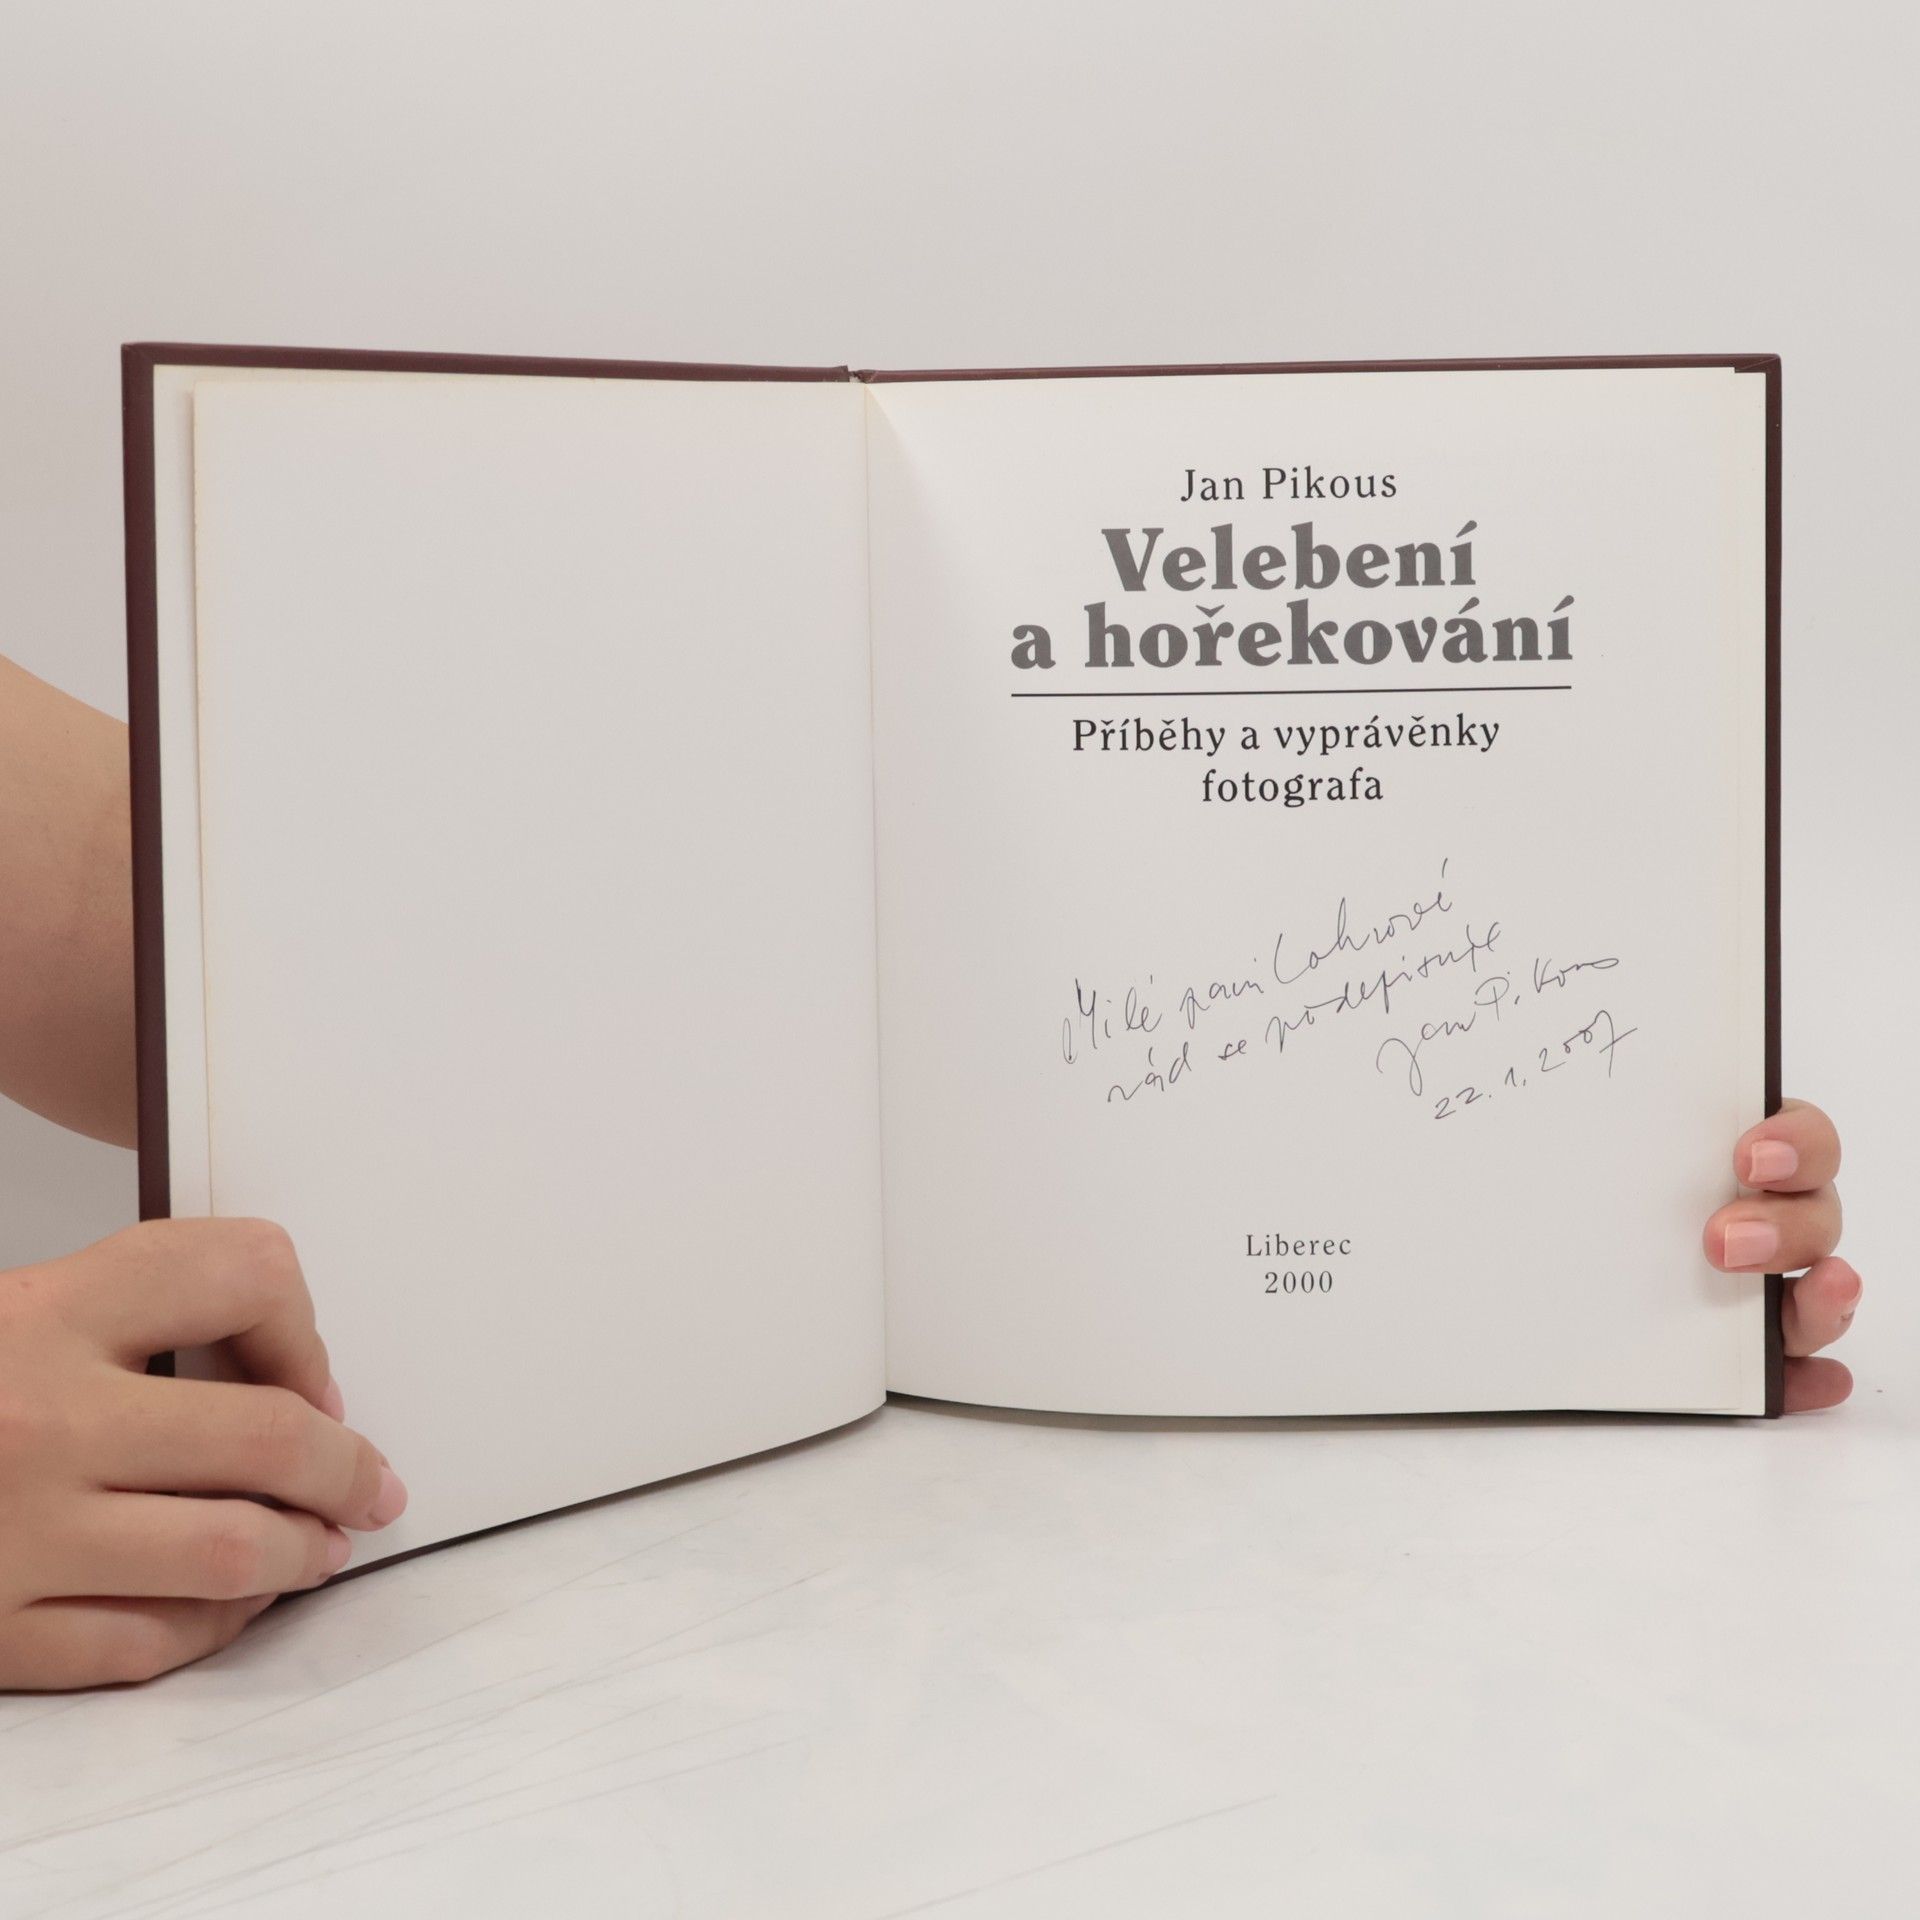 Jan Pikous
Velebení
a hořekování
Příběhy a vyprávěnky
fotografa
Milé paní
rád se podepisuje
Jan Pikous
22. 1. 2007
Liberec
2000